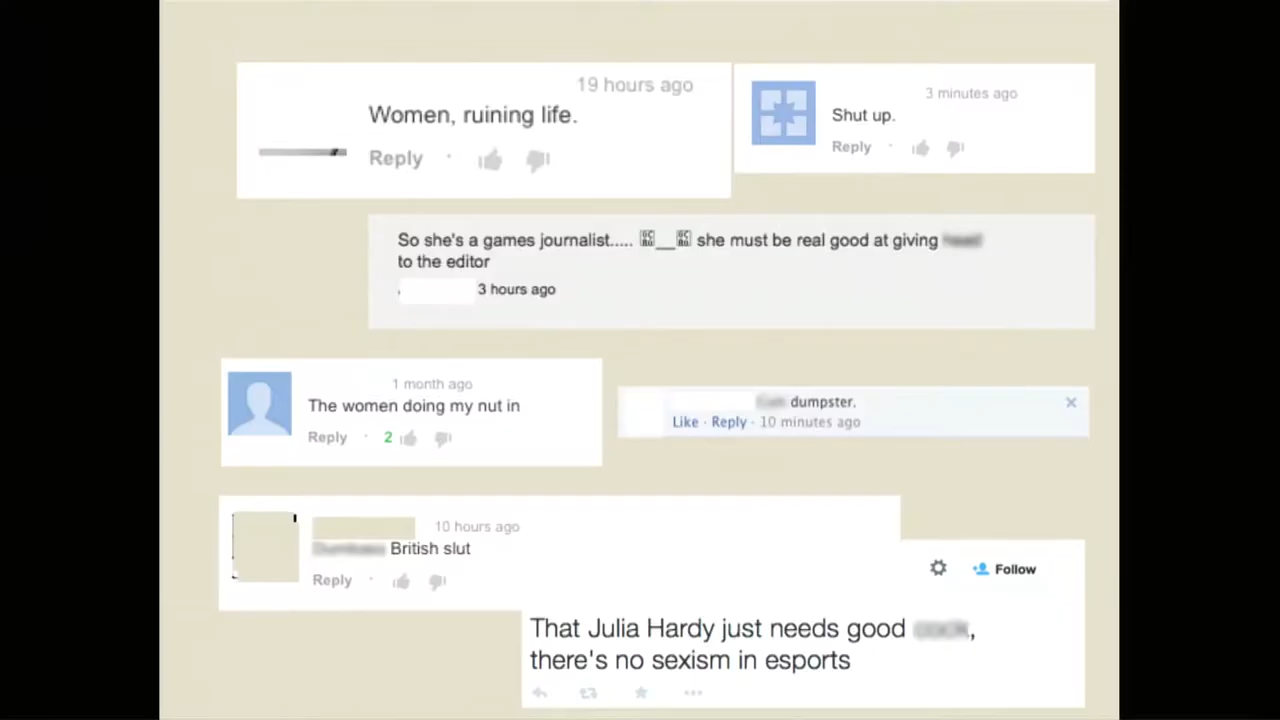 19 hours ago
Women, ruining life.
Reply
3 minutes ago
Shut up.
Reply
So she's a games journalist..... __ she must be real good at giving
to the editor
3 hours ago
1 month ago
The women doing my nut in
Reply · 2
dumpster.
Like · Reply · 10 minutes ago
10 hours ago
British slut
Reply
Follow
That Julia Hardy just needs good ,
there's no sexism in esports